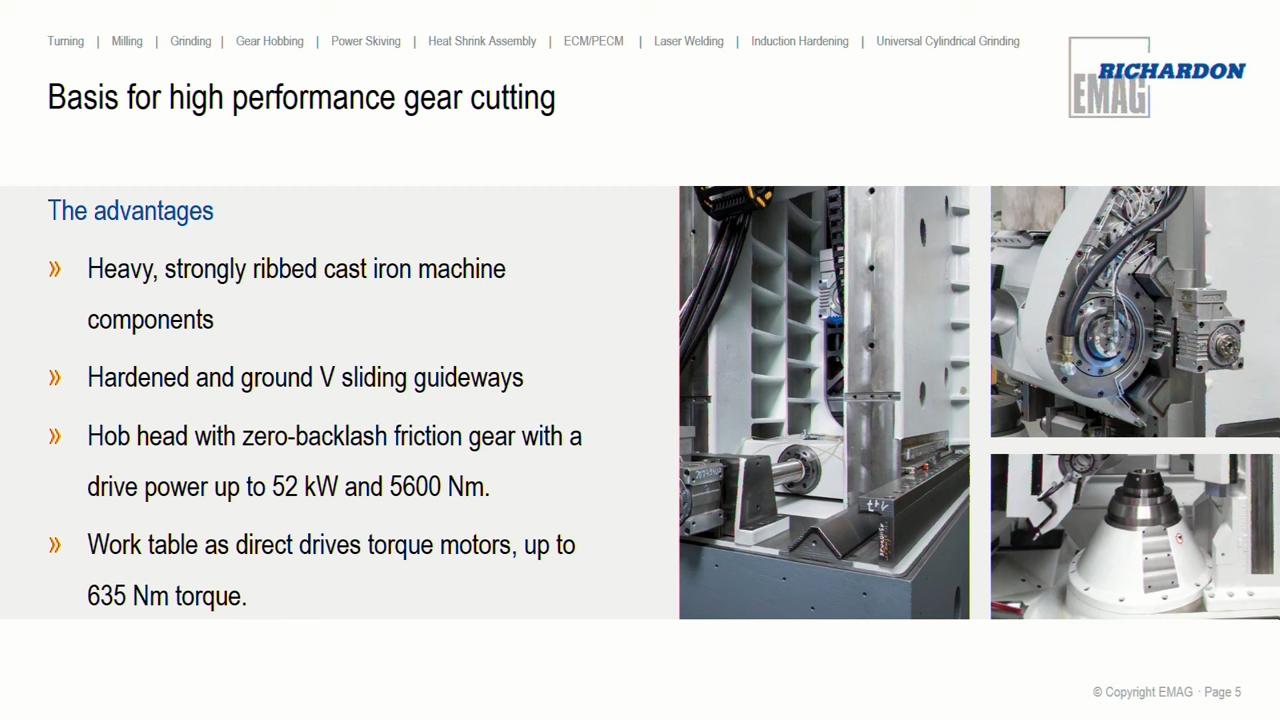 Turning | Milling | Grinding | Gear Hobbing | Power Skiving | Heat Shrink Assembly | ECM/PECM | Laser Welding | Induction Hardening | Universal Cylindrical Grinding
RICHARDON
EMAG
Basis for high performance gear cutting
The advantages
» Heavy, strongly ribbed cast iron machine
components
» Hardened and ground V sliding guideways
» Hob head with zero-backlash friction gear with a
drive power up to 52 kW and 5600 Nm.
» Work table as direct drives torque motors, up to
635 Nm torque.
© Copyright EMAG · Page 5